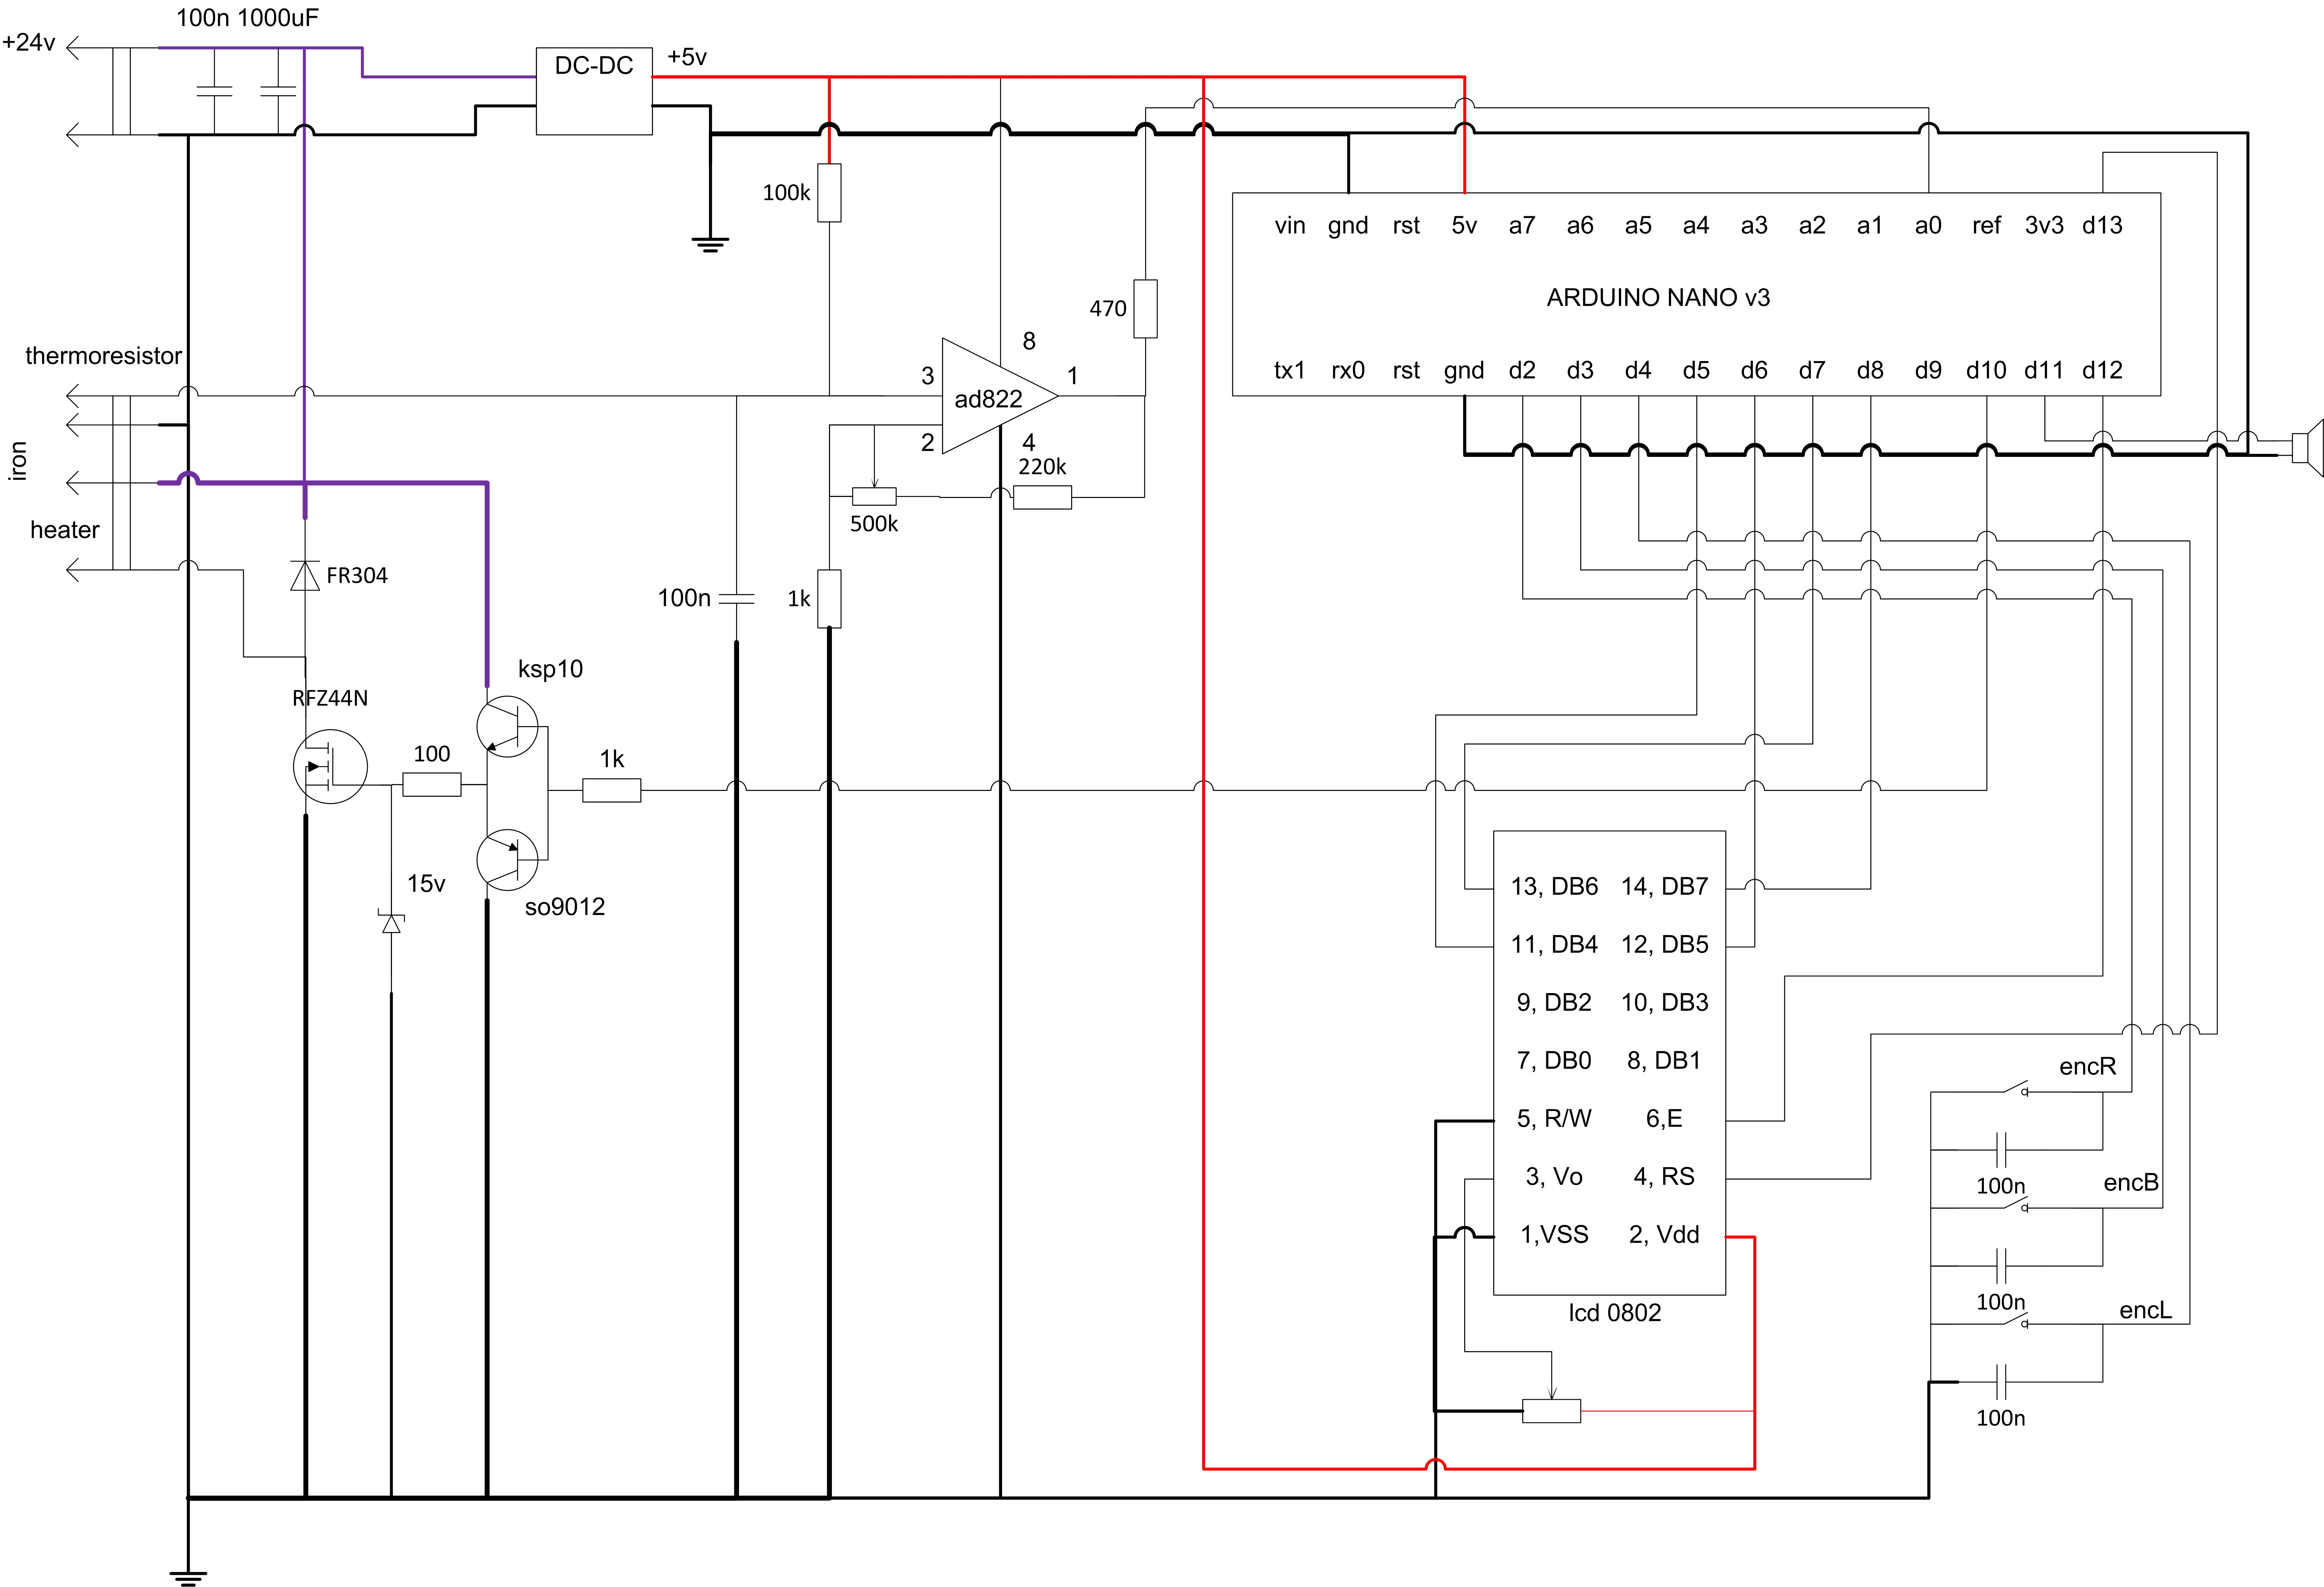 100n 1000uF
+24v
DC-DC
+5v
100k
vin gnd rst 5v a7 a6 a5 a4 a3 a2 a1 a0 ref 3v3 d13
ARDUINO NANO v3
470
tx1 rx0 rst gnd d2 d3 d4 d5 d6 d7 d8 d9 d10 d11 d12
thermoresistor
8
3
1
ad822
2
4
220k
iron
500k
heater
FR304
100n
1k
ksp10
RFZ44N
100
1k
15v
so9012
13, DB6 14, DB7
11, DB4 12, DB5
9, DB2 10, DB3
7, DB0 8, DB1
5, R/W 6,E
3, Vo 4, RS
1,VSS 2, Vdd
lcd 0802
encR
100n
encB
100n
encL
100n